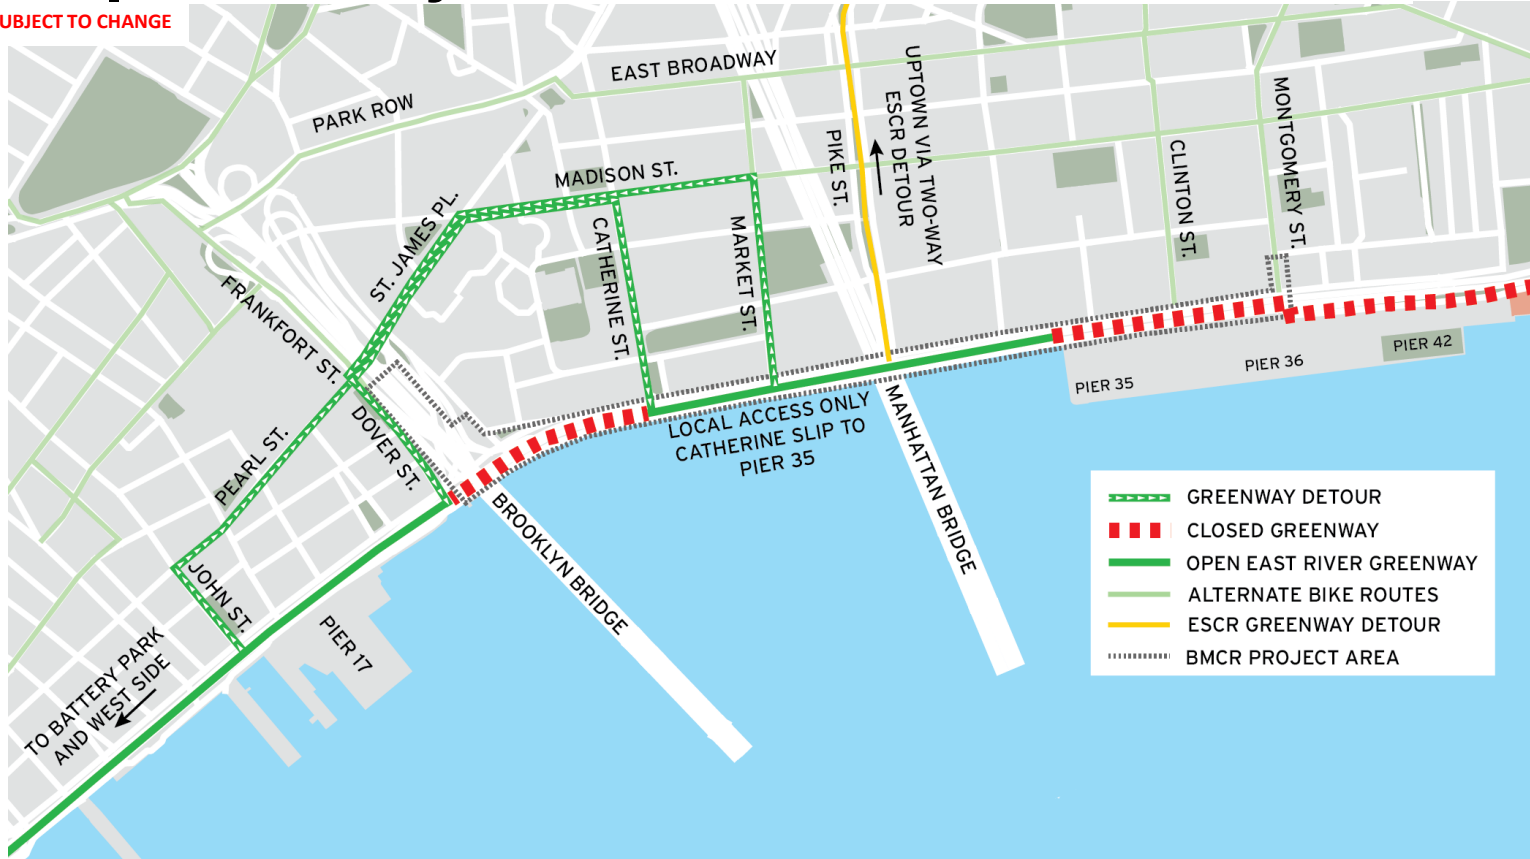 UBJECT TO CHANGE
EAST BROADWAY
PARK ROW
UPTOWN VIA TWO-WAY
ESCR DETOUR
PIKE ST.
MONTGOMERY ST.
CLINTON ST.
MADISON ST.
ST. JAMES PL.
CATHERINE ST.
MARKET ST.
FRANKFORT ST.
DOVER ST.
PEARL ST.
JOHN ST.
PIER 42
PIER 36
PIER 35
LOCAL ACCESS ONLY
CATHERINE SLIP TO
PIER 35
MANHATTAN BRIDGE
BROOKLYN BRIDGE
PIER 17
TO BATTERY PARK
AND WEST SIDE
GREENWAY DETOUR
CLOSED GREENWAY
OPEN EAST RIVER GREENWAY
ALTERNATE BIKE ROUTES
ESCR GREENWAY DETOUR
BMCR PROJECT AREA